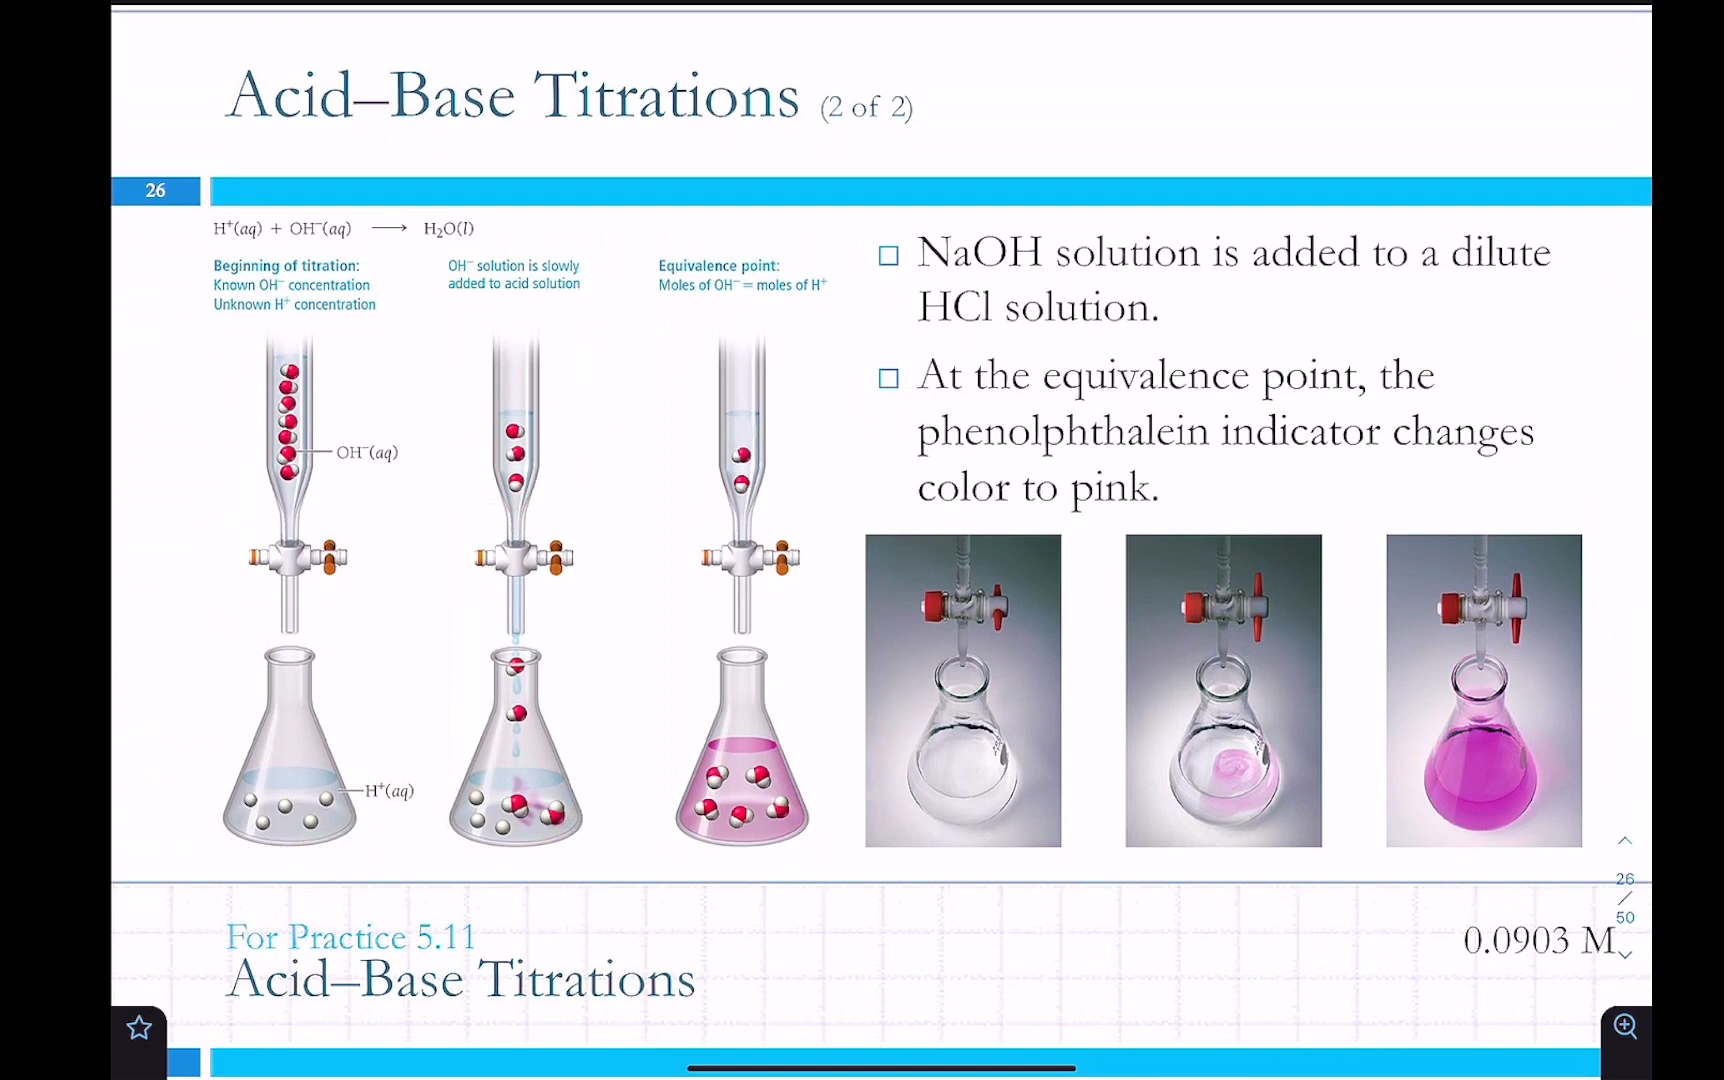 Acid–Base Titrations (2 of 2)
26
H⁺(aq) + OH⁻(aq) ⟶ H₂O(l)
Beginning of titration:
Known OH⁻ concentration
Unknown H⁺ concentration
OH⁻ solution is slowly
added to acid solution
Equivalence point:
Moles of OH⁻ = moles of H⁺
OH⁻(aq)
H⁺(aq)
NaOH solution is added to a dilute
HCl solution.
At the equivalence point, the
phenolphthalein indicator changes
color to pink.
26
/
50
For Practice 5.11
Acid–Base Titrations
0.0903 M